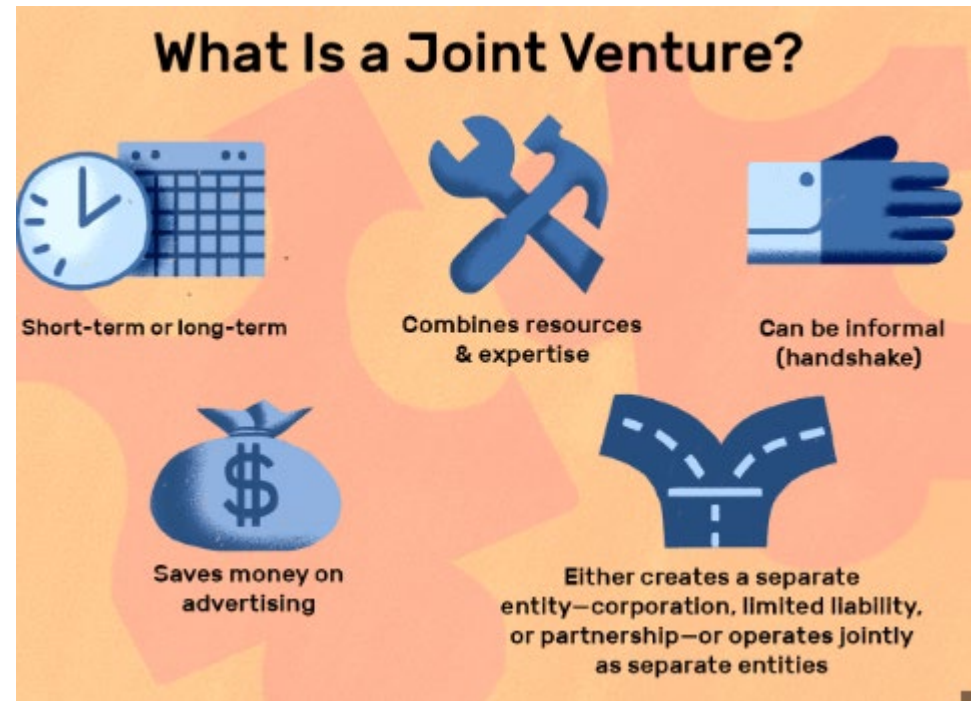 What Is a Joint Venture?
Short-term or long-term
Combines resources
& expertise
Can be informal
(handshake)
$
Saves money on
advertising
Either creates a separate
entity—corporation, limited liability,
or partnership—or operates jointly
as separate entities